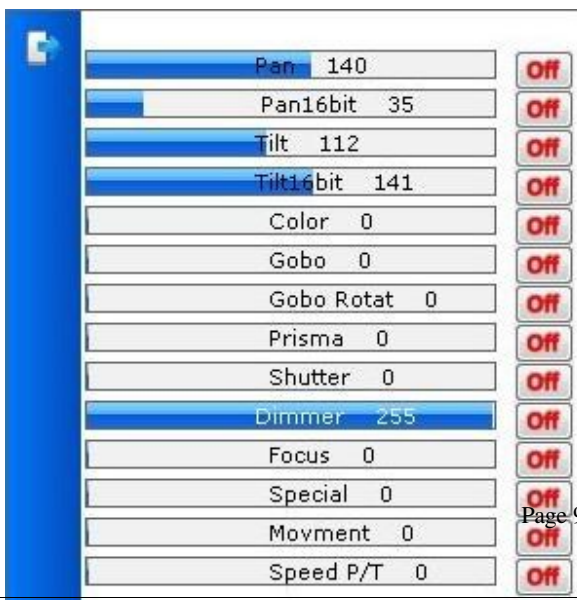 Pan 140 Off
Pan16bit 35 Off
Tilt 112 Off
Tilt16bit 141 Off
Color 0 Off
Gobo 0 Off
Gobo Rotat 0 Off
Prisma 0 Off
Shutter 0 Off
Dimmer 255 Off
Focus 0 Off
Special 0 Off
Page 9
Movment 0 Off
Speed P/T 0 Off